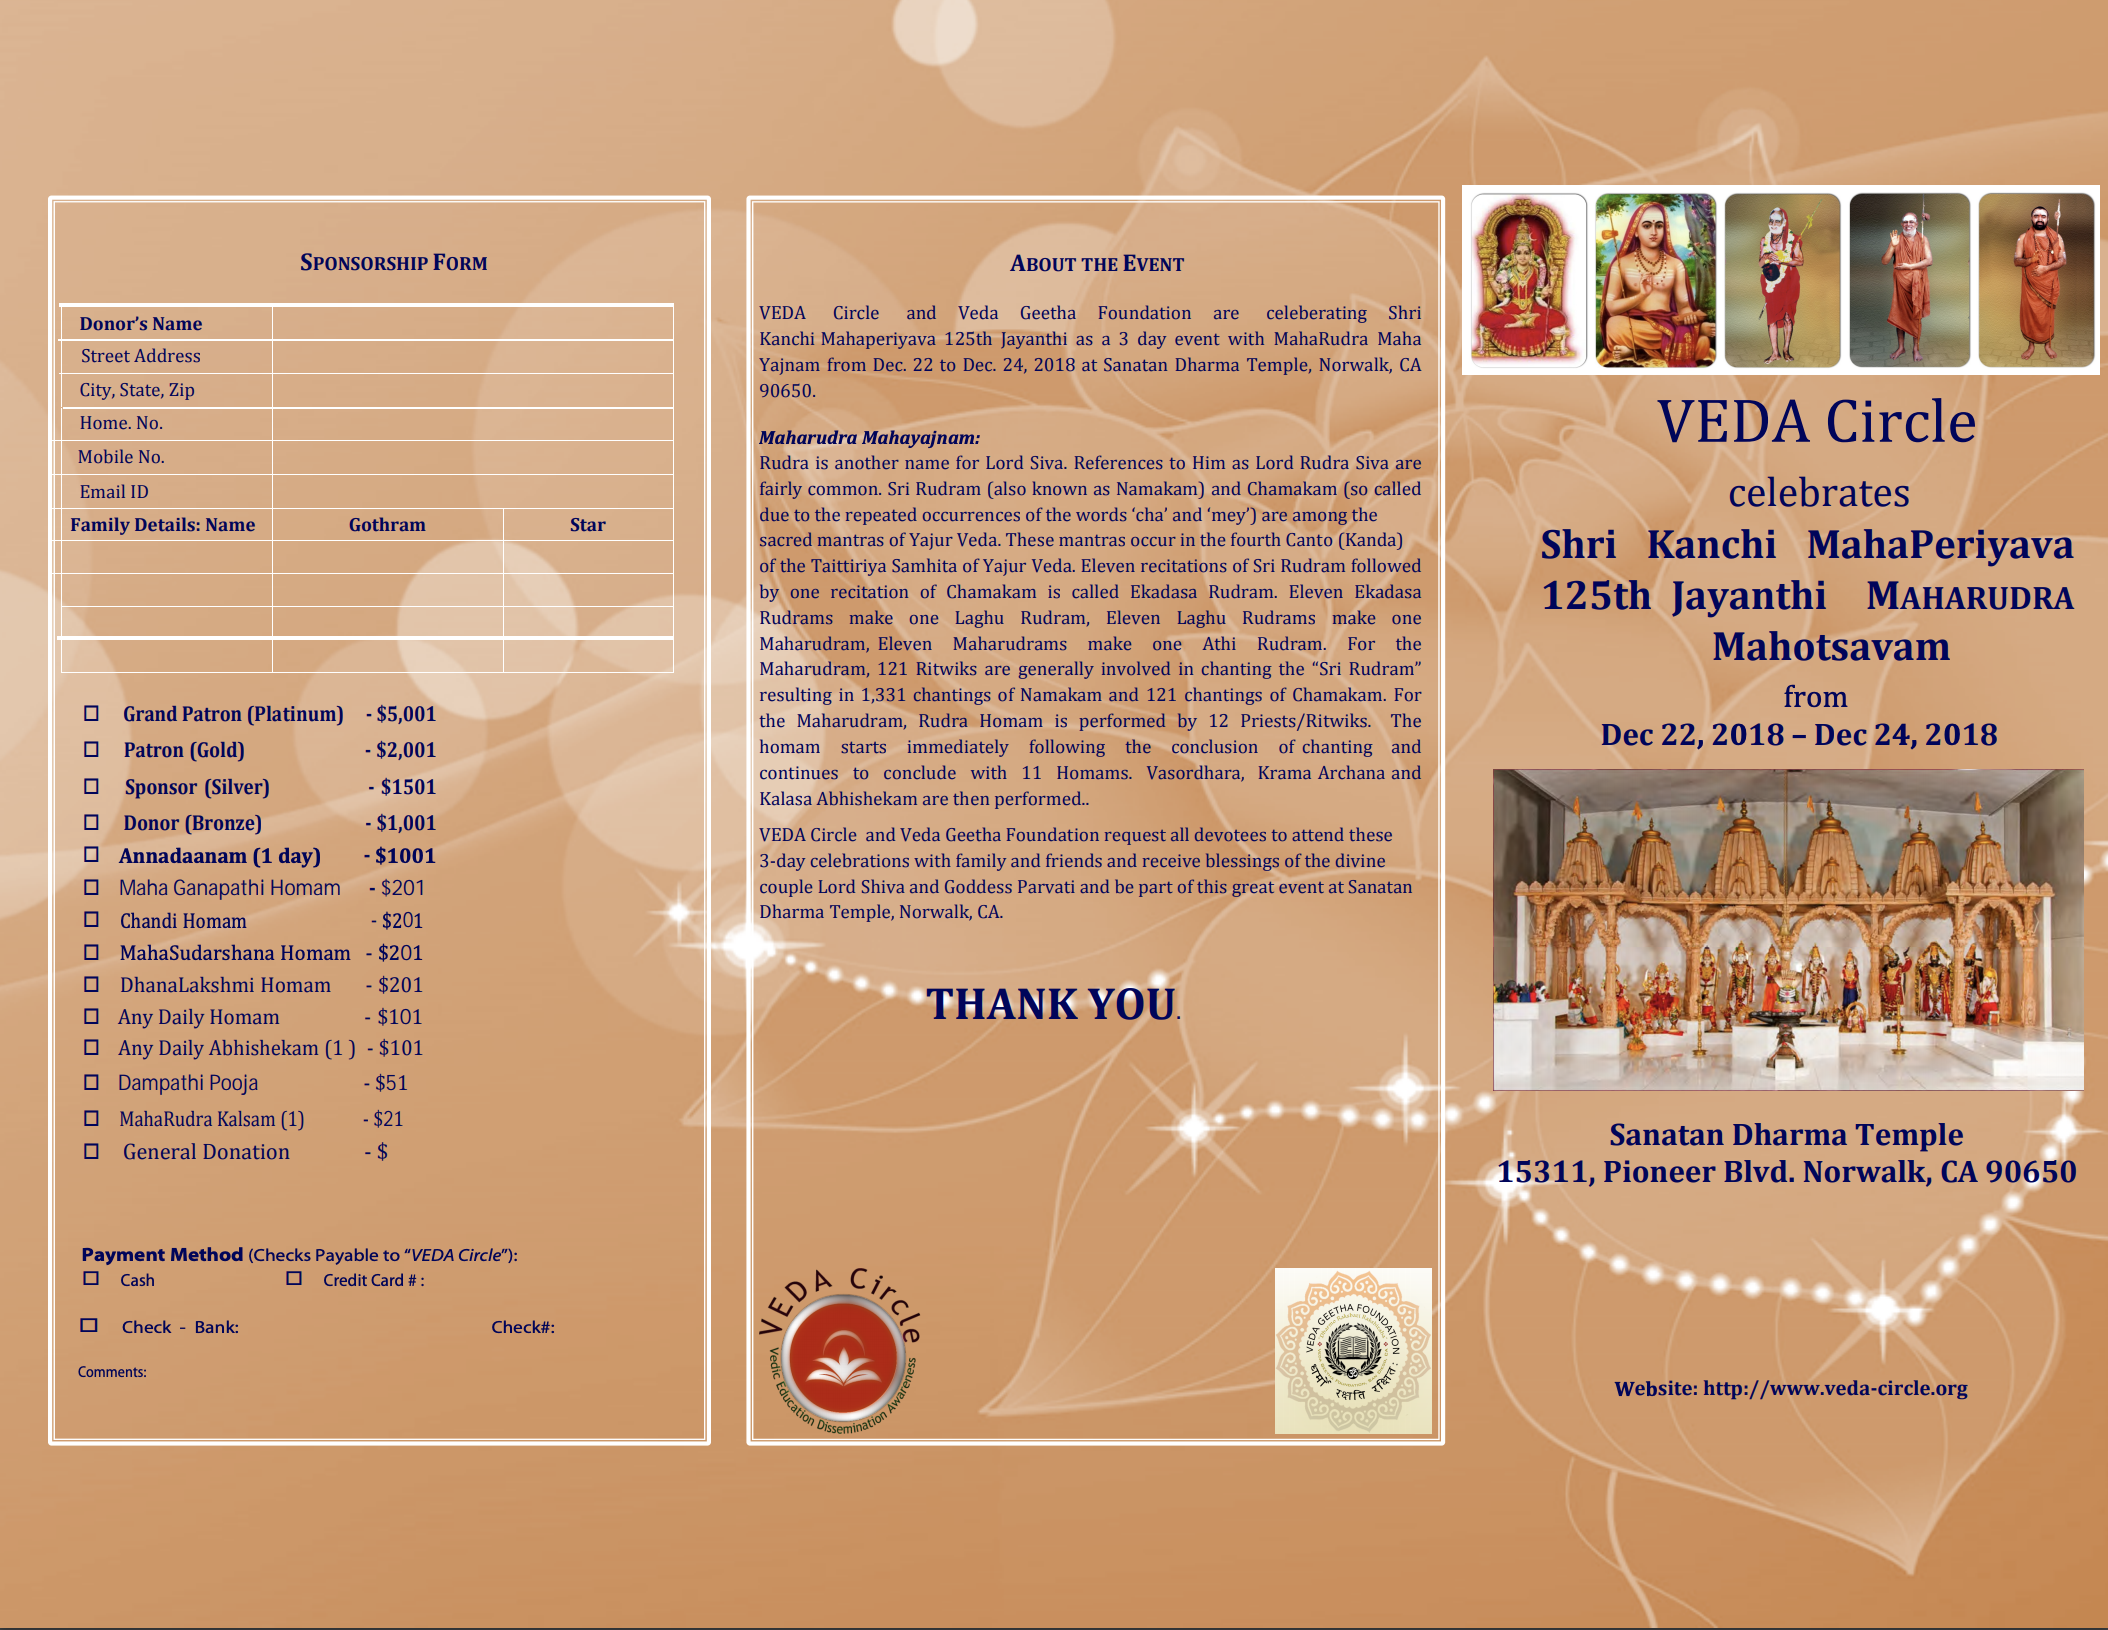 SPONSORSHIP FORM
Donor's Name
Street Address
City, State, Zip
Home. No.
Mobile No.
Email ID
Family Details: Name Gothram Star
☐ Grand Patron (Platinum) - $5,001
☐ Patron (Gold) - $2,001
☐ Sponsor (Silver) - $1501
☐ Donor (Bronze) - $1,001
☐ Annadaanam (1 day) - $1001
☐ Maha Ganapathi Homam - $201
☐ Chandi Homam - $201
☐ MahaSudarshana Homam - $201
☐ DhanaLakshmi Homam - $201
☐ Any Daily Homam - $101
☐ Any Daily Abhishekam (1 ) - $101
☐ Dampathi Pooja - $51
☐ MahaRudra Kalsam (1) - $21
☐ General Donation - $
Payment Method (Checks Payable to “VEDA Circle”):
☐ Cash ☐ Credit Card # :
☐ Check - Bank: Check#:
Comments:
ABOUT THE EVENT
VEDA Circle and Veda Geetha Foundation are celeberating Shri
Kanchi Mahaperiyava 125th Jayanthi as a 3 day event with MahaRudra Maha
Yajnam from Dec. 22 to Dec. 24, 2018 at Sanatan Dharma Temple, Norwalk, CA
90650.
Maharudra Mahayajnam:
Rudra is another name for Lord Siva. References to Him as Lord Rudra Siva are
fairly common. Sri Rudram (also known as Namakam) and Chamakam (so called
due to the repeated occurrences of the words ‘cha’ and ‘mey’) are among the
sacred mantras of Yajur Veda. These mantras occur in the fourth Canto (Kanda)
of the Taittiriya Samhita of Yajur Veda. Eleven recitations of Sri Rudram followed
by one recitation of Chamakam is called Ekadasa Rudram. Eleven Ekadasa
Rudrams make one Laghu Rudram, Eleven Laghu Rudrams make one
Maharudram, Eleven Maharudrams make one Athi Rudram. For the
Maharudram, 121 Ritwiks are generally involved in chanting the “Sri Rudram”
resulting in 1,331 chantings of Namakam and 121 chantings of Chamakam. For
the Maharudram, Rudra Homam is performed by 12 Priests/Ritwiks. The
homam starts immediately following the conclusion of chanting and
continues to conclude with 11 Homams. Vasordhara, Krama Archana and
Kalasa Abhishekam are then performed..
VEDA Circle and Veda Geetha Foundation request all devotees to attend these
3-day celebrations with family and friends and receive blessings of the divine
couple Lord Shiva and Goddess Parvati and be part of this great event at Sanatan
Dharma Temple, Norwalk, CA.
THANK YOU.
VEDA Circle
Vedic Education Dissemination Awareness
VEDA GEETHA FOUNDATION
धर्मो रक्षति रक्षितः
VEDA Circle
celebrates
Shri Kanchi MahaPeriyava
125th Jayanthi MAHARUDRA
Mahotsavam
from
Dec 22, 2018 – Dec 24, 2018
Sanatan Dharma Temple
15311, Pioneer Blvd. Norwalk, CA 90650
Website: http://www.veda-circle.org